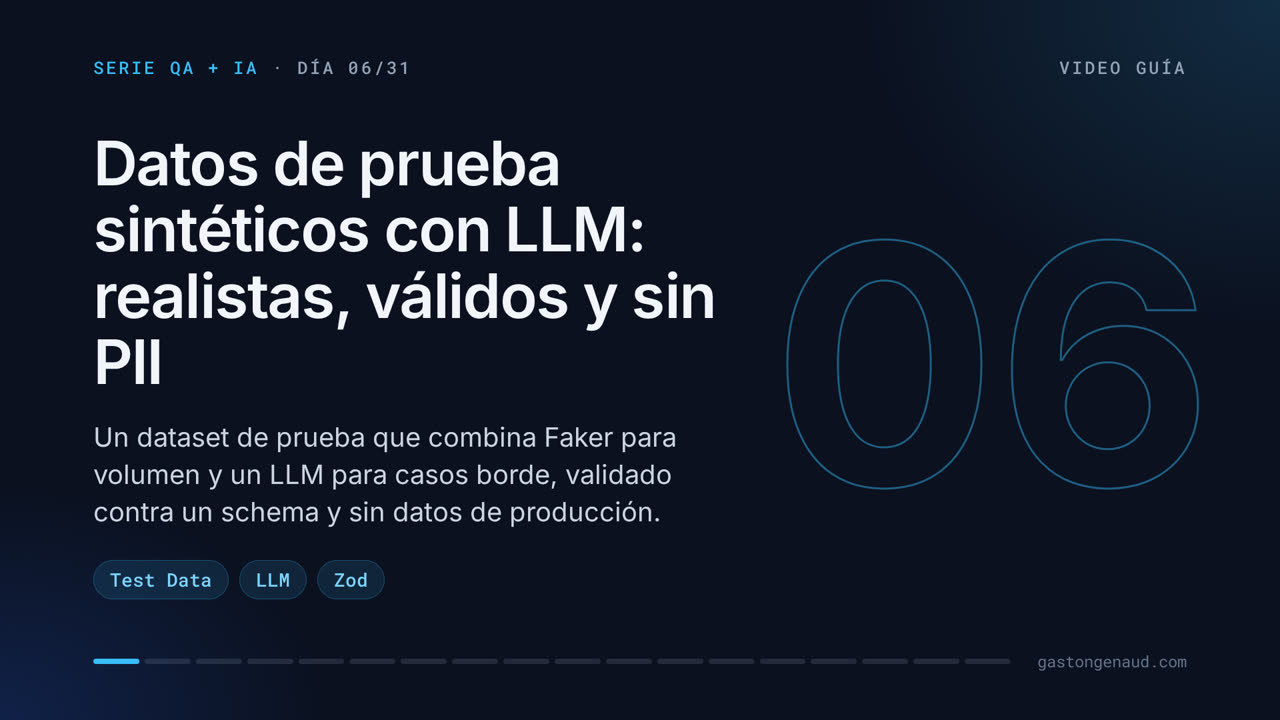 SERIE QA + IA · DÍA 06/31
VIDEO GUÍA
Datos de prueba
sintéticos con LLM:
realistas, válidos y sin
PII
06
Un dataset de prueba que combina Faker para
volumen y un LLM para casos borde, validado
contra un schema y sin datos de producción.
Test Data
LLM
Zod
gastongenaud.com